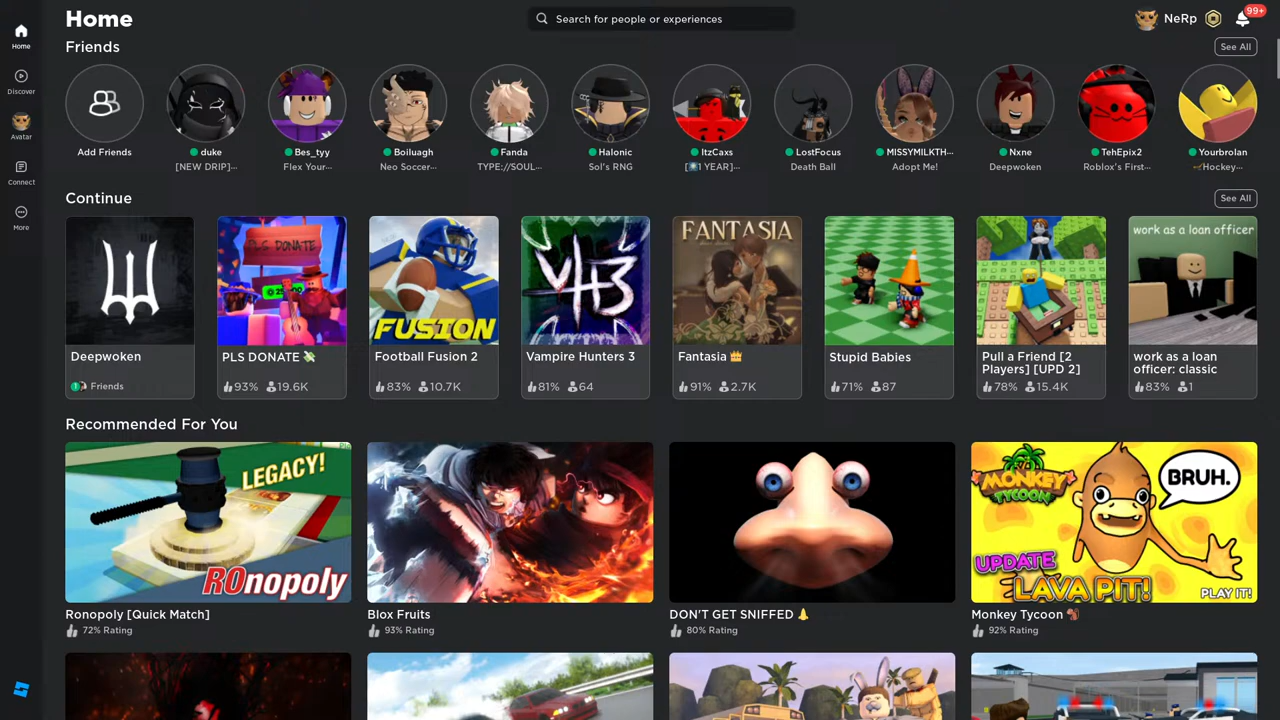 Home
Search for people or experiences
NeRp
99+
Home
Discover
Avatar
Connect
More
Friends
See All
Add Friends
duke
[NEW DRIP]...
Bes_tyy
Flex Your...
Boiluagh
Neo Soccer...
Fanda
TYPE://SOUL...
Halonic
Sol's RNG
ItzCaxs
YEAR]...
LostFocus
Death Ball
MISSYMILKTH...
Adopt Me!
Nxne
Deepwoken
TehEpix2
Roblox's First...
Yourbrolan
Hockey...
Continue
See All
PLS DONATE
FUSION
VH3
FANTASIA
work as a loan officer
Deepwoken
1 Friends
PLS DONATE 💸
93% 19.6K
Football Fusion 2
83% 10.7K
Vampire Hunters 3
81% 64
Fantasia 👑
91% 2.7K
Stupid Babies
71% 87
Pull a Friend [2
Players] [UPD 2]
78% 15.4K
work as a loan
officer: classic
83% 1
Recommended For You
LEGACY!
ROnopoly
MONKEY
TYCOON
BRUH.
UPDATE
LAVA PIT!
PLAY IT!
Ronopoly [Quick Match]
72% Rating
Blox Fruits
93% Rating
DON'T GET SNIFFED 👃
80% Rating
Monkey Tycoon 🐒
92% Rating